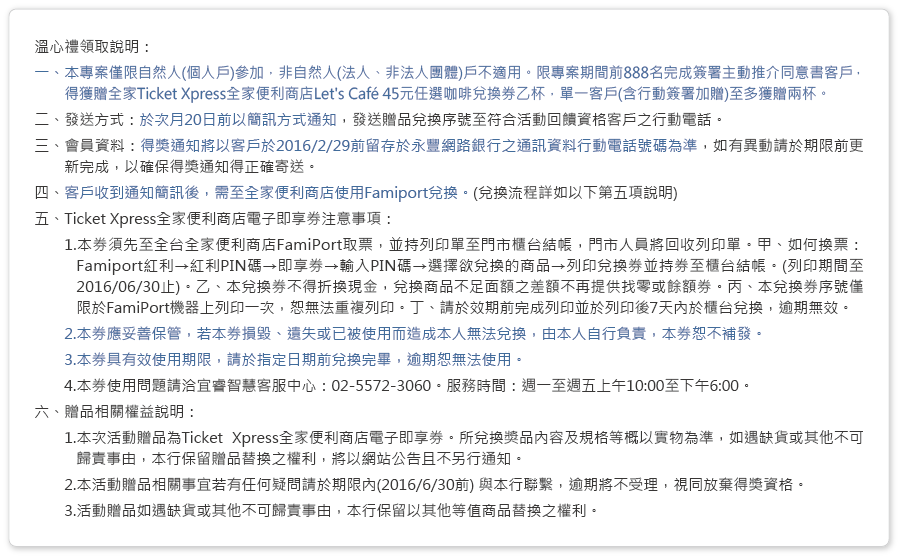 溫心禮領取說明：
一、本專案僅限自然人(個人戶)參加，非自然人(法人、非法人團體)戶不適用。限專案期間前888名完成簽署主動推介同意書客戶，
得獲贈全家Ticket Xpress全家便利商店Let's Café 45元任選咖啡兌換券乙杯，單一客戶(含行動簽署加贈)至多獲贈兩杯。
二、發送方式：於次月20日前以簡訊方式通知，發送贈品兌換序號至符合活動回饋資格客戶之行動電話。
三、會員資料：得獎通知將以客戶於2016/2/29前留存於永豐網路銀行之通訊資料行動電話號碼為準，如有異動請於期限前更
新完成，以確保得獎通知得正確寄送。
四、客戶收到通知簡訊後，需至全家便利商店使用Famiport兌換。(兌換流程詳如以下第五項說明)
五、Ticket Xpress全家便利商店電子即享券注意事項：
1.本券須先至全台全家便利商店FamiPort取票，並持列印單至門市櫃台結帳，門市人員將回收列印單。甲、如何換票：
Famiport紅利→紅利PIN碼→即享券→輸入PIN碼→選擇欲兌換的商品→列印兌換券並持券至櫃台結帳。(列印期間至
2016/06/30止)。乙、本兌換券不得折換現金，兌換商品不足面額之差額不再提供找零或餘額券。丙、本兌換券序號僅
限於FamiPort機器上列印一次，恕無法重複列印。丁、請於效期前完成列印並於列印後7天內於櫃台兌換，逾期無效。
2.本券應妥善保管，若本券損毀、遺失或已被使用而造成本人無法兌換，由本人自行負責，本券恕不補發。
3.本券具有效使用期限，請於指定日期前兌換完畢，逾期恕無法使用。
4.本券使用問題請洽宜睿智慧客服中心：02-5572-3060。服務時間：週一至週五上午10:00至下午6:00。
六、贈品相關權益說明：
1.本次活動贈品為Ticket Xpress全家便利商店電子即享券。所兌換獎品內容及規格等概以實物為準，如遇缺貨或其他不可
歸責事由，本行保留贈品替換之權利，將以網站公告且不另行通知。
2.本活動贈品相關事宜若有任何疑問請於期限內(2016/6/30前) 與本行聯繫，逾期將不受理，視同放棄得獎資格。
3.活動贈品如遇缺貨或其他不可歸責事由，本行保留以其他等值商品替換之權利。